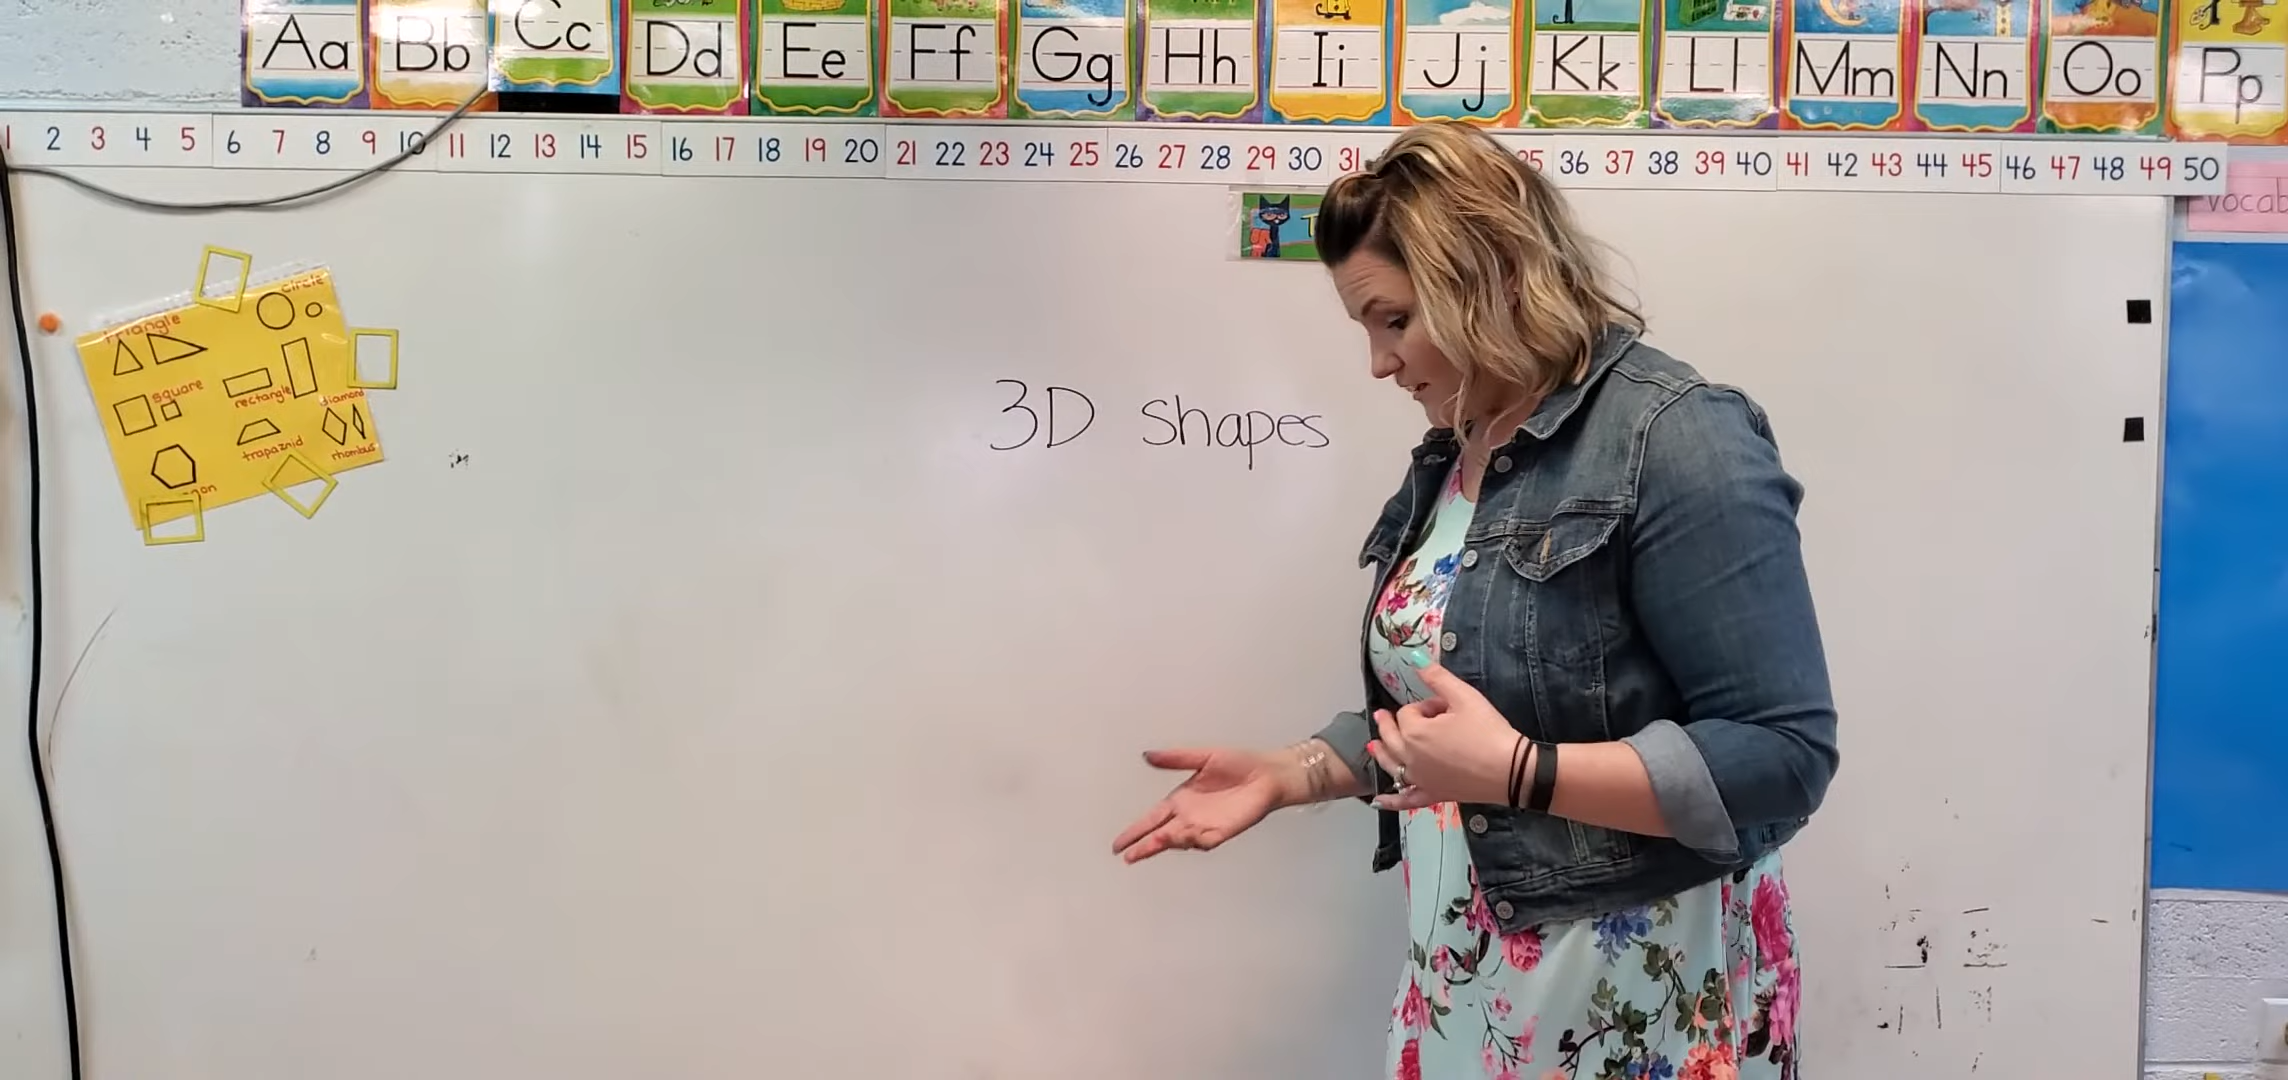 Aa Bb Cc Dd Ee Ff Gg Hh Ii Jj Kk Ll Mm Nn Oo Pp
1 2 3 4 5 6 7 8 9 10 11 12 13 14 15 16 17 18 19 20 21 22 23 24 25 26 27 28 29 30 31 35 36 37 38 39 40 41 42 43 44 45 46 47 48 49 50
vocab
circle
triangle
square
rectangle
diamond
trapazoid
rhombus
3D shapes